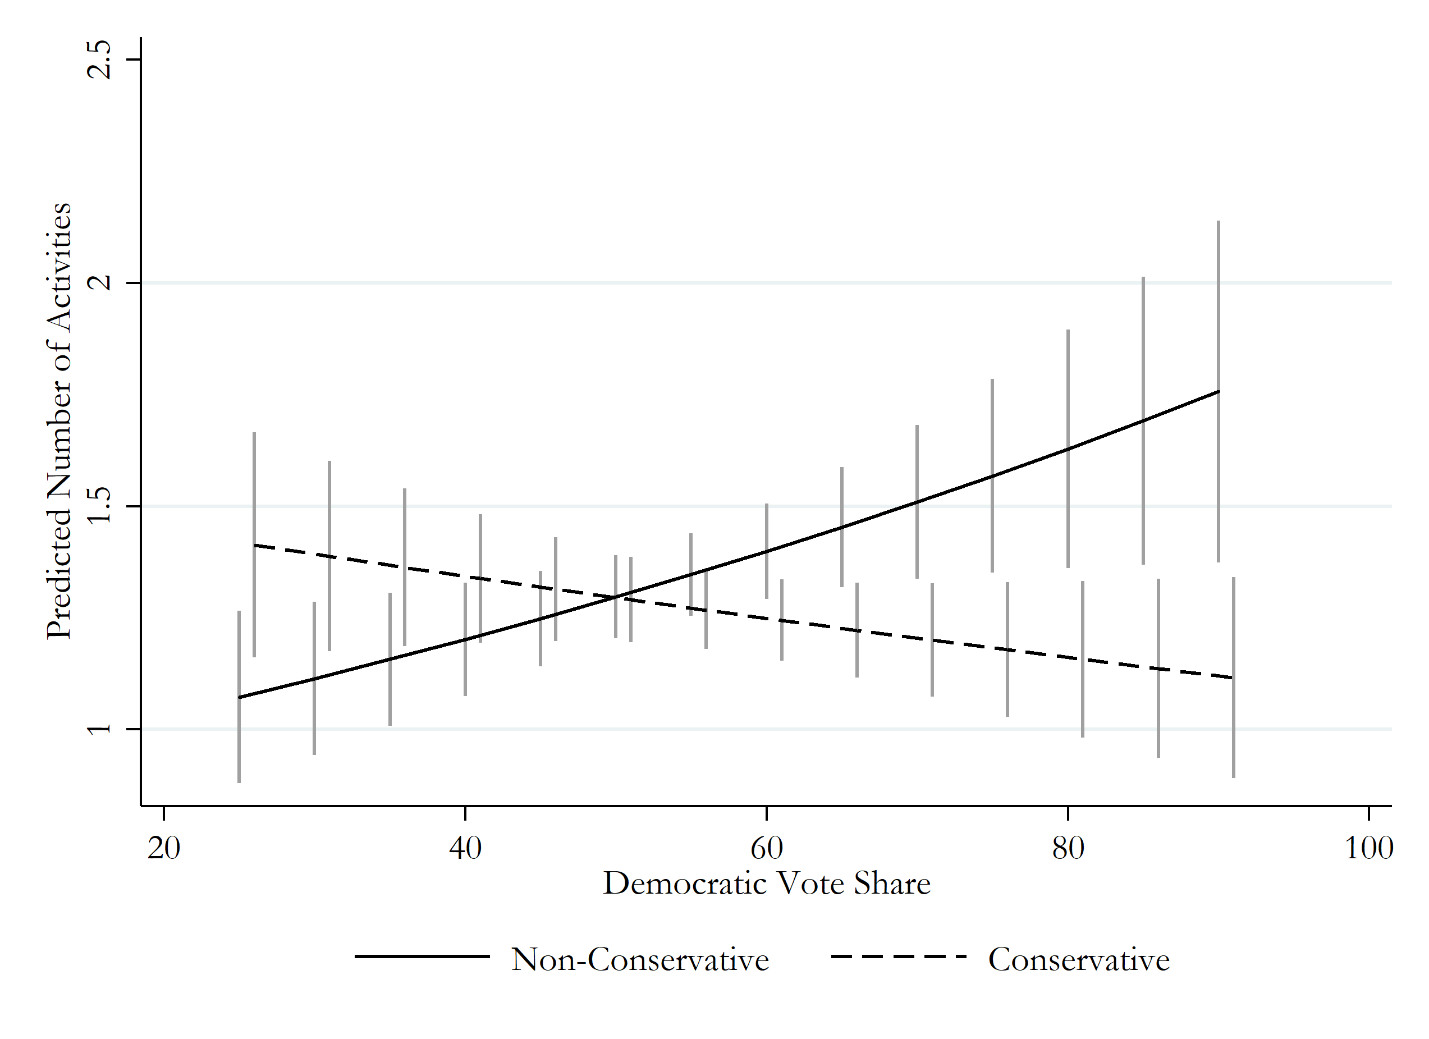 2.5
2
1.5
1
Predicted Number of Activities
20 40 60 80 100
Democratic Vote Share
Non-Conservative Conservative